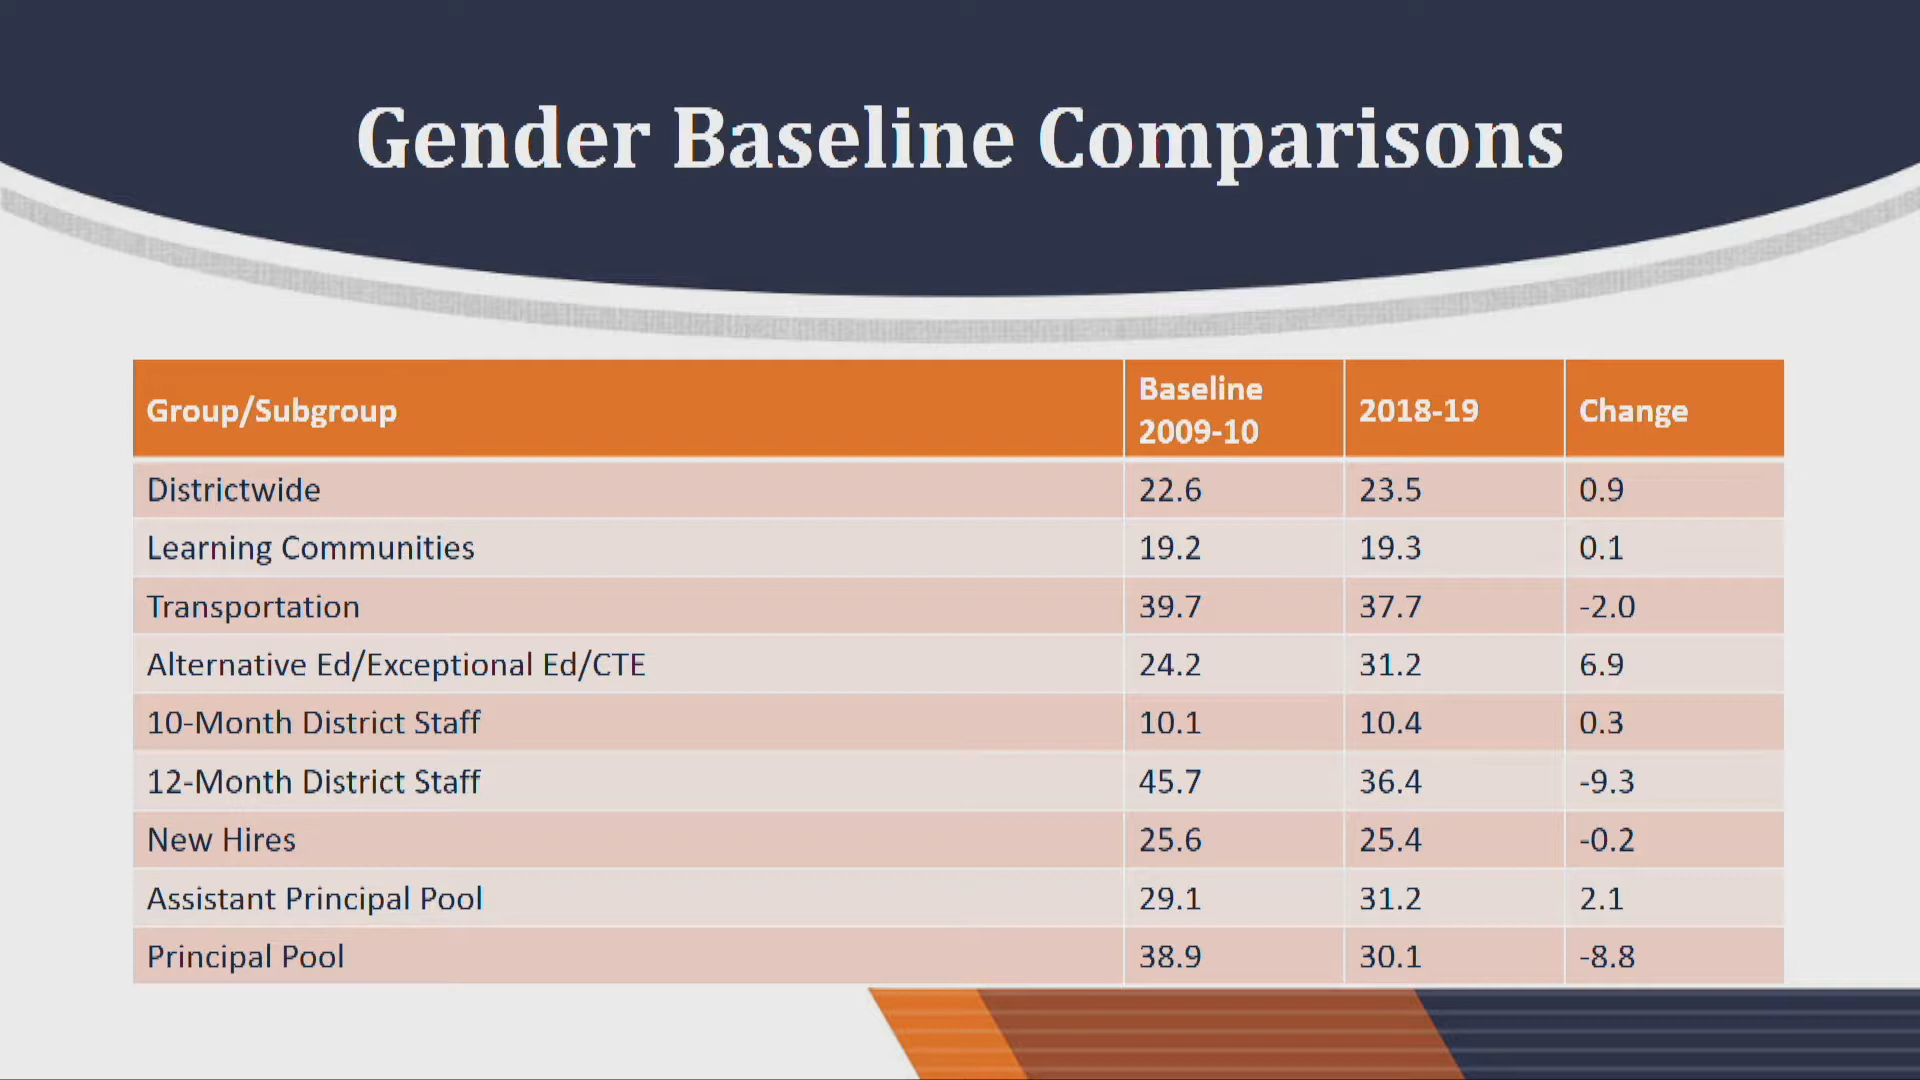 Gender Baseline Comparisons
Group/Subgroup Baseline 2009-10 2018-19 Change
Districtwide 22.6 23.5 0.9
Learning Communities 19.2 19.3 0.1
Transportation 39.7 37.7 -2.0
Alternative Ed/Exceptional Ed/CTE 24.2 31.2 6.9
10-Month District Staff 10.1 10.4 0.3
12-Month District Staff 45.7 36.4 -9.3
New Hires 25.6 25.4 -0.2
Assistant Principal Pool 29.1 31.2 2.1
Principal Pool 38.9 30.1 -8.8